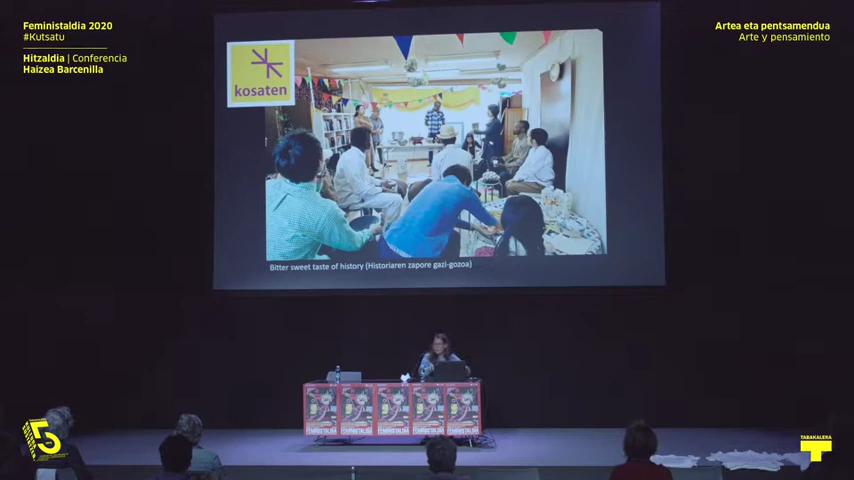 Feministaldia 2020
#Kutsatu
Hitzaldia | Conferencia
Haizea Barcenilla
Artea eta pentsamendua
Arte y pensamiento
kosaten
Bitter sweet taste of history (Historiaren zapore gazi-gozoa)
FEMINISTALDIA
TABAKALERA